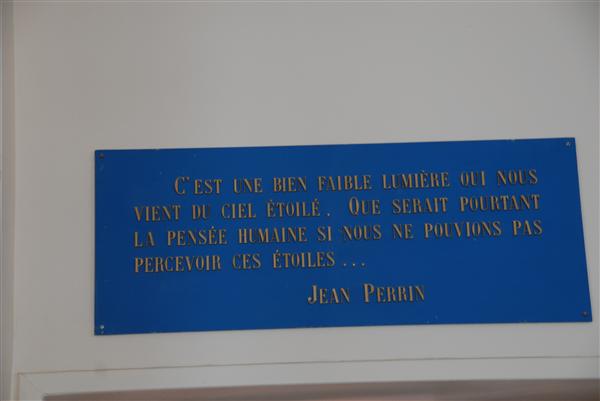 C'EST UNE BIEN FAIBLE LUMIÈRE QUI NOUS
VIENT DU CIEL ÉTOILÉ. QUE SERAIT POURTANT
LA PENSÉE HUMAINE SI NOUS NE POUVIONS PAS
PERCEVOIR CES ÉTOILES...
JEAN PERRIN